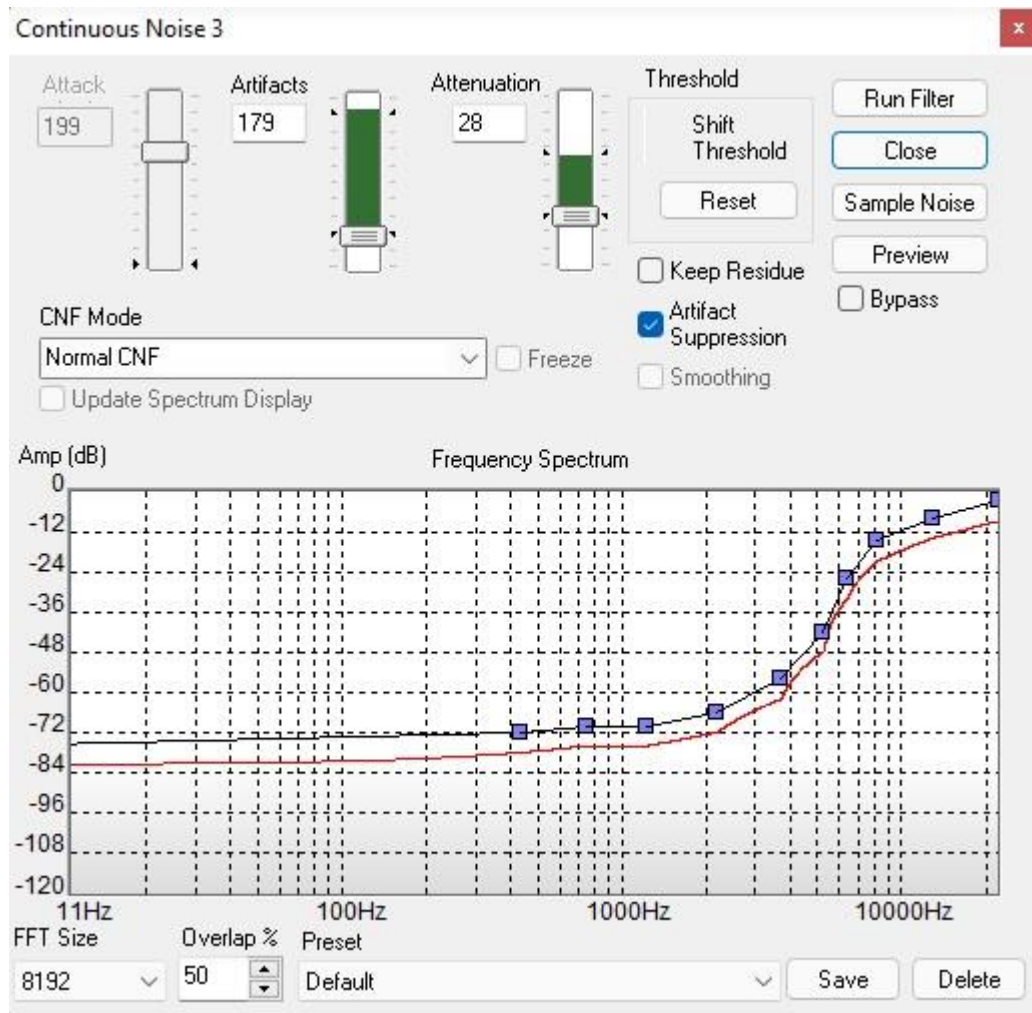 Continuous Noise 3
x
Attack
199
Artifacts
179
Attenuation
28
Threshold
Shift
Threshold
Reset
Run Filter
Close
Sample Noise
Preview
Bypass
Keep Residue
Artifact
Suppression
Smoothing
CNF Mode
Normal CNF
Freeze
Update Spectrum Display
Amp (dB)
Frequency Spectrum
0
-12
-24
-36
-48
-60
-72
-84
-96
-108
-120
11Hz 100Hz 1000Hz 10000Hz
FFT Size
8192
Overlap %
50
Preset
Default
Save
Delete